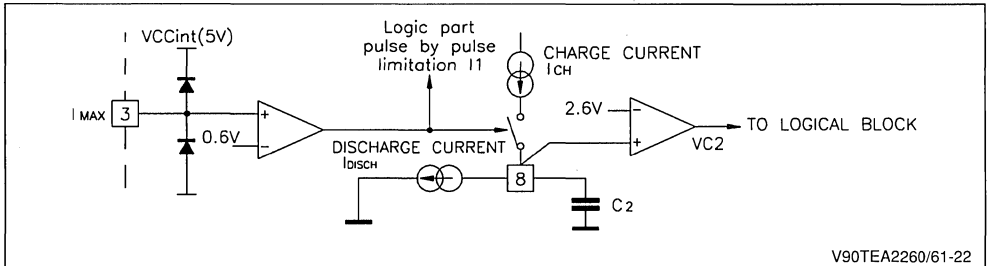 VCCint(5V)
I MAX
3
0.6V
Logic part
pulse by pulse
limitation I1
DISCHARGE CURRENT
IDISCH
CHARGE CURRENT
ICH
8
C2
2.6V
VC2
TO LOGICAL BLOCK
V90TEA2260/61-22